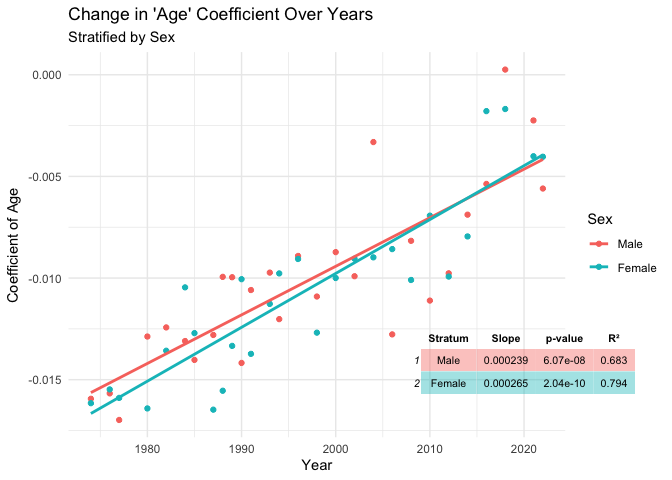 Change in 'Age' Coefficient Over Years
Stratified by Sex
0.000
-0.005
-0.010
-0.015
Coefficient of Age
1980 1990 2000 2010 2020
Year
Sex
Male
Female
Stratum Slope p-value R²
1 Male 0.000239 6.07e-08 0.683
2 Female 0.000265 2.04e-10 0.794